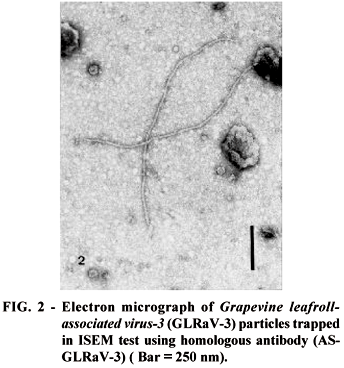 2
FIG. 2 - Electron micrograph of Grapevine leafroll-
associated virus-3 (GLRaV-3) particles trapped
in ISEM test using homologous antibody (AS-
GLRaV-3) ( Bar = 250 nm).